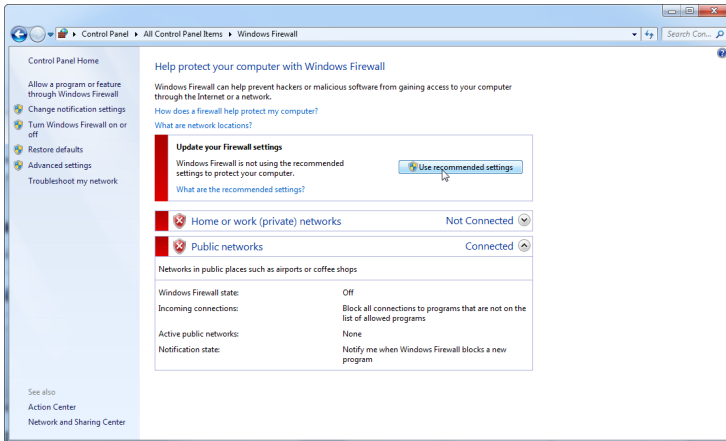 Control Panel ▸ All Control Panel Items ▸ Windows Firewall
Search Con...
Control Panel Home
Allow a program or feature
through Windows Firewall
Change notification settings
Turn Windows Firewall on or
off
Restore defaults
Advanced settings
Troubleshoot my network
See also
Action Center
Network and Sharing Center
Help protect your computer with Windows Firewall
Windows Firewall can help prevent hackers or malicious software from gaining access to your computer
through the Internet or a network.
How does a firewall help protect my computer?
What are network locations?
Update your Firewall settings
Windows Firewall is not using the recommended
settings to protect your computer.
What are the recommended settings?
Use recommended settings
Home or work (private) networks Not Connected
Public networks Connected
Networks in public places such as airports or coffee shops
Windows Firewall state: Off
Incoming connections: Block all connections to programs that are not on the
list of allowed programs
Active public networks: None
Notification state: Notify me when Windows Firewall blocks a new
program